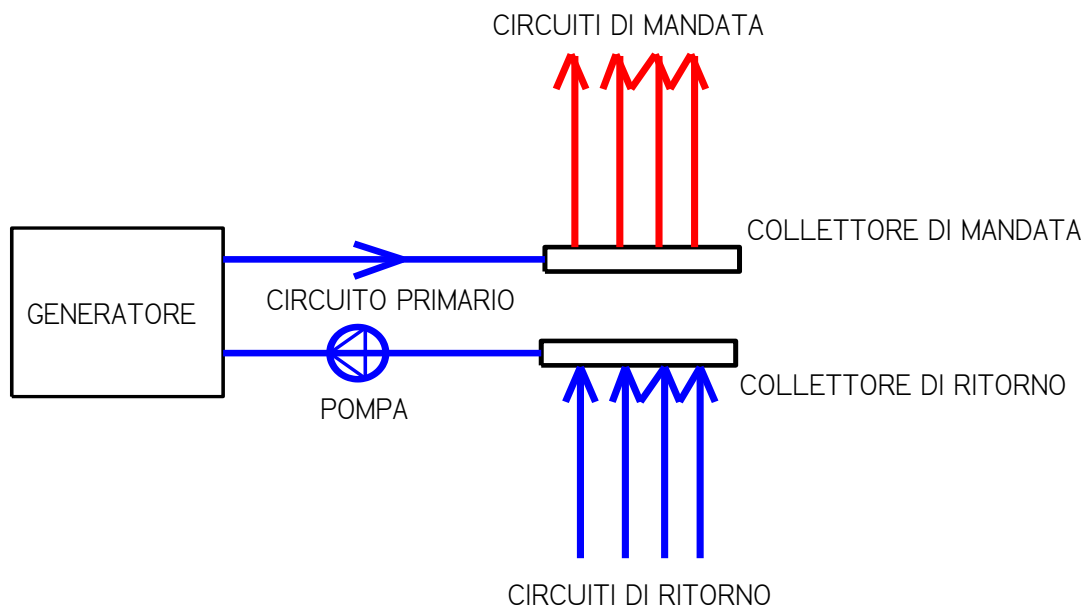 CIRCUITI DI MANDATA
COLLETTORE DI MANDATA
CIRCUITO PRIMARIO
GENERATORE
COLLETTORE DI RITORNO
POMPA
CIRCUITI DI RITORNO